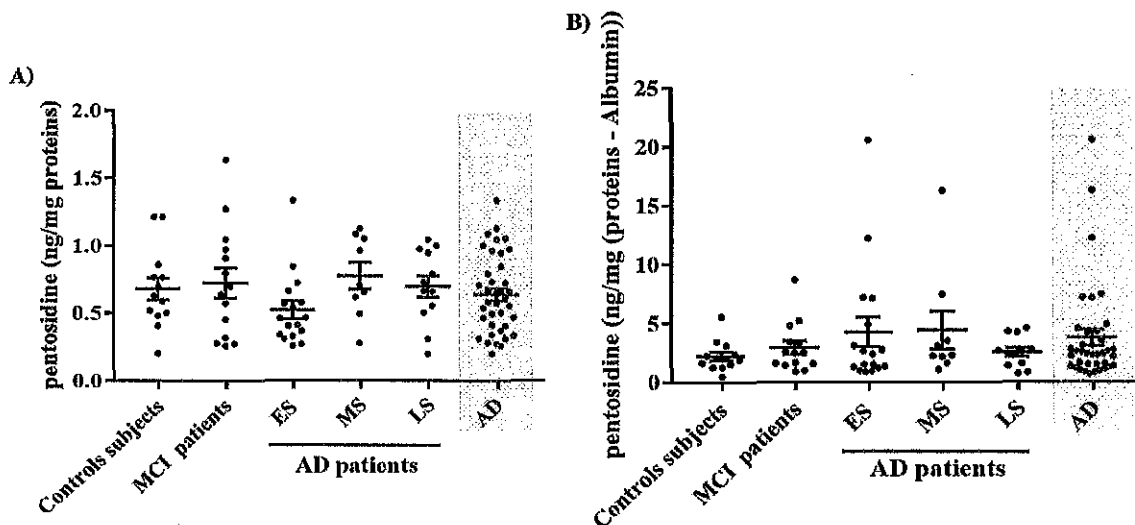 A)
pentosidine (ng/mg proteins)
2.0
1.5
1.0
0.5
0.0
Controls subjects
MCI patients
ES
MS
LS
AD
AD patients
B)
pentosidine (ng/mg (proteins - Albumin))
25
20
15
10
5
0
Controls subjects
MCI patients
ES
MS
LS
AD
AD patients